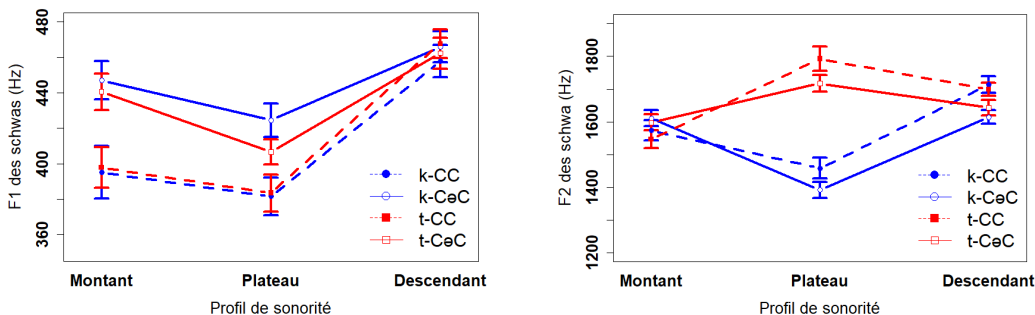 F1 des schwas (Hz)
480
440
400
360
k-CC
k-CəC
t-CC
t-CəC
Montant Plateau Descendant
Profil de sonorité
F2 des schwa (Hz)
1800
1600
1400
1200
k-CC
k-CəC
t-CC
t-CəC
Montant Plateau Descendant
Profil de sonorité